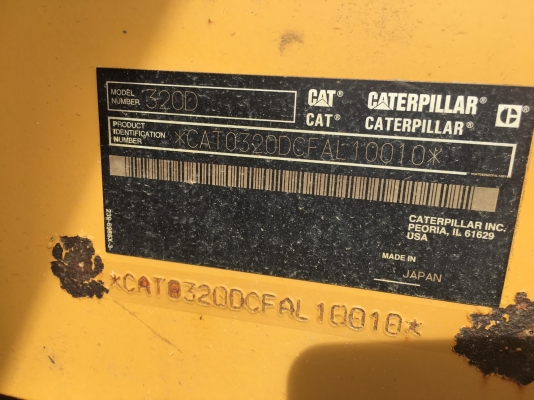 MODEL NUMBER 320D
CAT® CATERPILLAR® C
CAT® CATERPILLAR®
PRODUCT IDENTIFICATION NUMBER *CAT0320DCFAL10010*
CATERPILLAR INC.
PEORIA, IL 61629
USA
MADE IN
JAPAN
*CAT0320DCFAL10010*